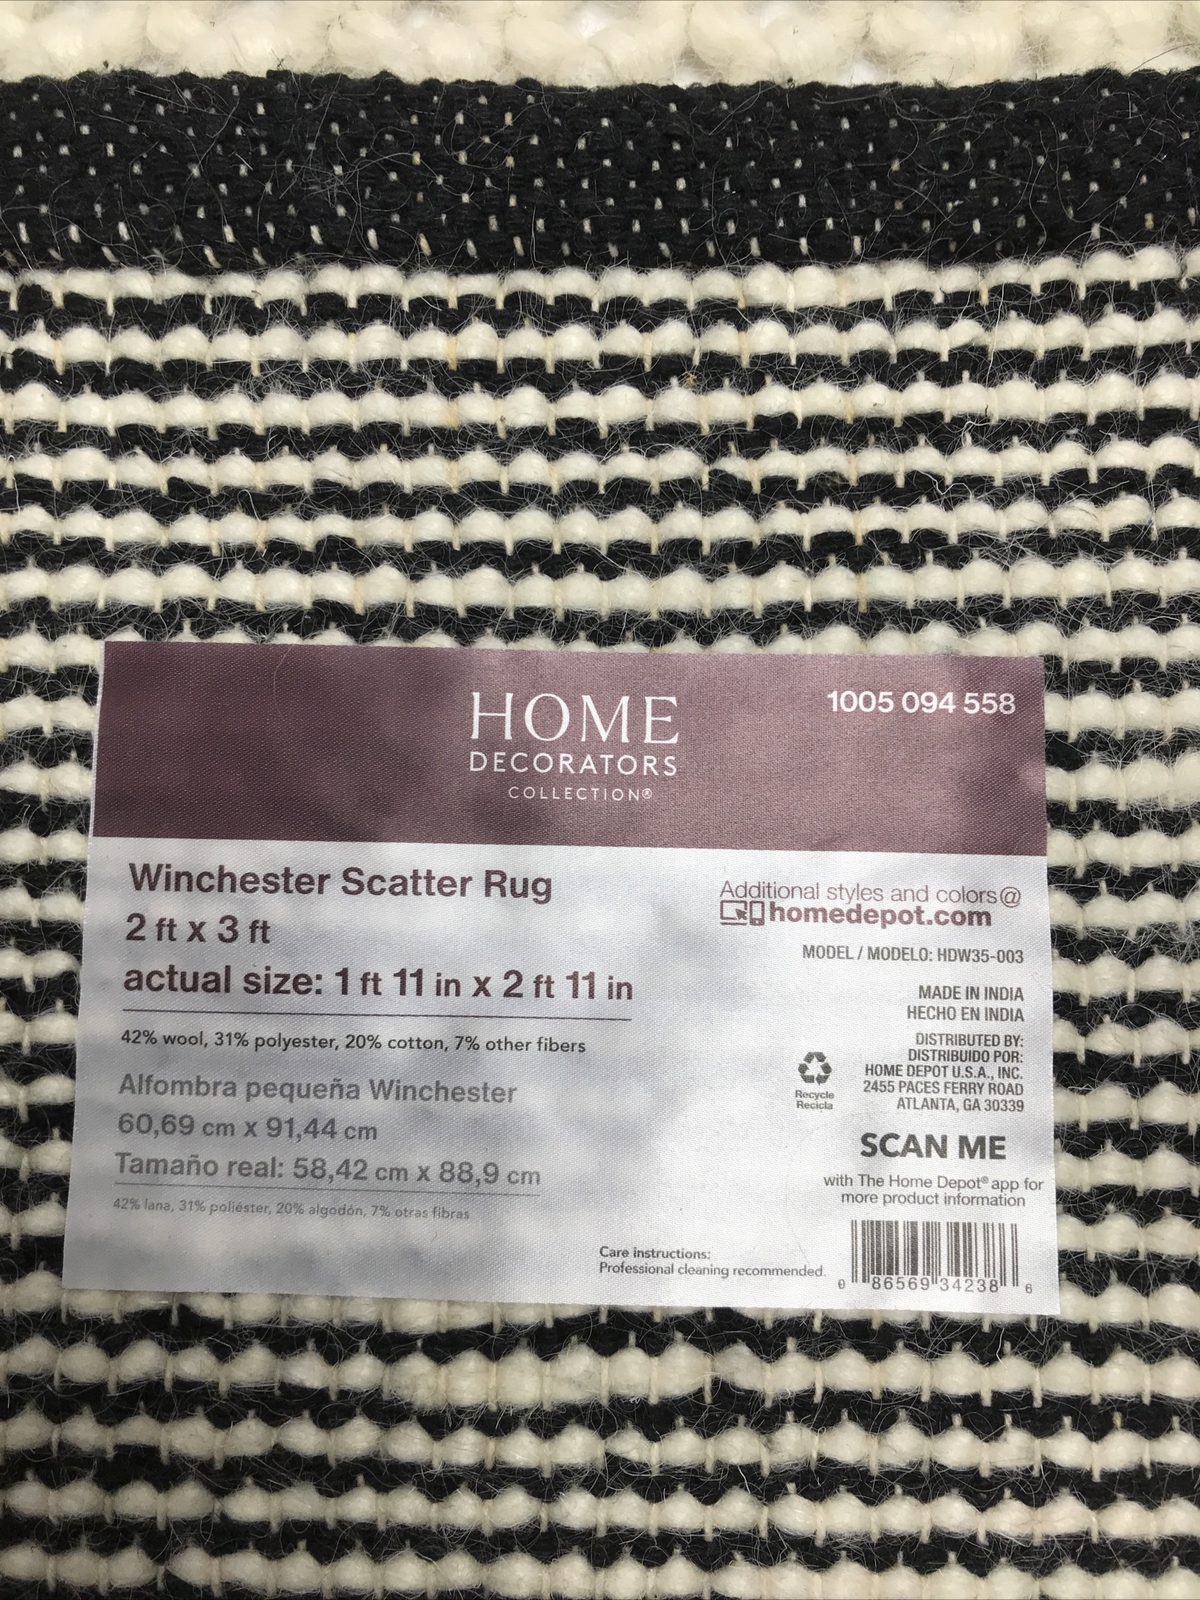 HOME
DECORATORS
COLLECTION®
1005 094 558
Winchester Scatter Rug
2 ft x 3 ft
actual size: 1 ft 11 in x 2 ft 11 in
42% wool, 31% polyester, 20% cotton, 7% other fibers
Alfombra pequeña Winchester
60,69 cm x 91,44 cm
Tamaño real: 58,42 cm x 88,9 cm
42% lana, 31% poliéster, 20% algodón, 7% otras fibras
Additional styles and colors@
homedepot.com
MODEL / MODELO: HDW35-003
MADE IN INDIA
HECHO EN INDIA
DISTRIBUTED BY:
DISTRIBUIDO POR:
HOME DEPOT U.S.A., INC.
2455 PACES FERRY ROAD
ATLANTA, GA 30339
Recycle
Recicla
SCAN ME
with The Home Depot® app for
more product information
Care instructions:
Professional cleaning recommended.
0 86569 34238 6